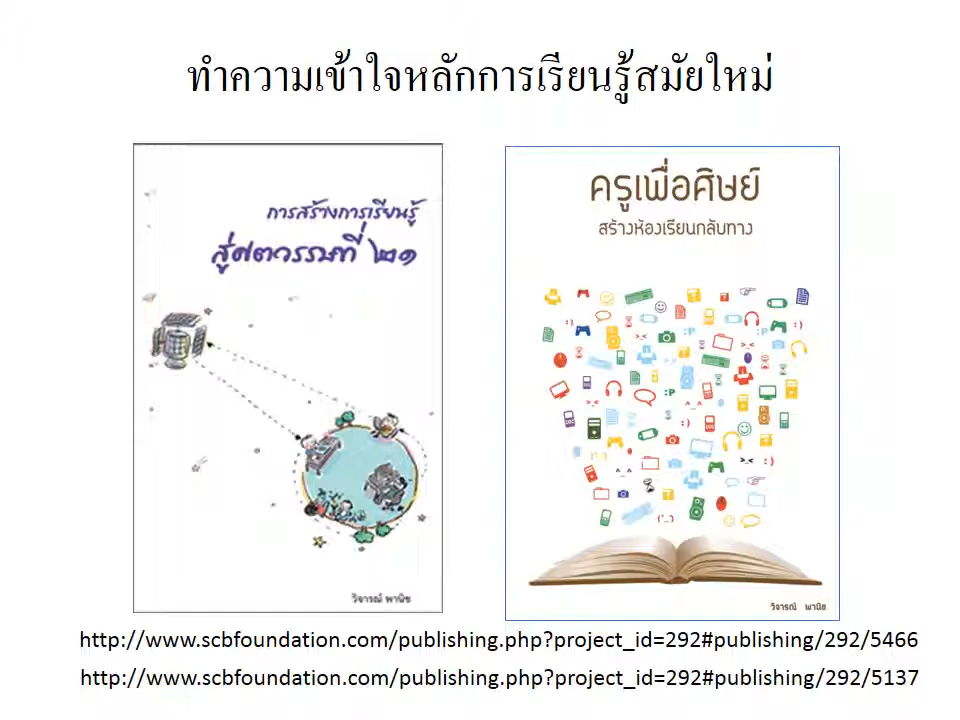 ทำความเข้าใจหลักการเรียนรู้สมัยใหม่
การสร้างการเรียนรู้
สู่ศตวรรษที่ ๒๑
วิจารณ์ พานิช
ครูเพื่อศิษย์
สร้างห้องเรียนกลับทาง
วิจารณ์ พานิช
http://www.scbfoundation.com/publishing.php?project_id=292#publishing/292/5466
http://www.scbfoundation.com/publishing.php?project_id=292#publishing/292/5137